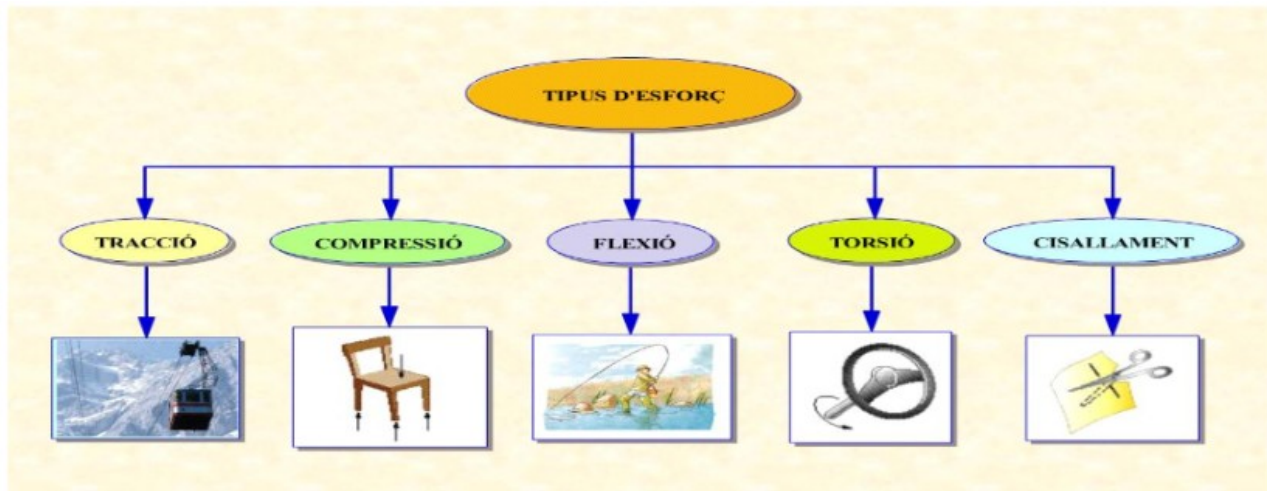 TIPUS D'ESFORÇ
TRACCIÓ
COMPRESSIÓ
FLEXIÓ
TORSIÓ
CISALLAMENT